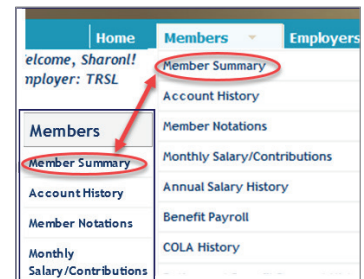 Home Members Employers
elcome, Sharonl!
nployer: TRSL
Member Summary
Account History
Member Notations
Monthly Salary/Contributions
Annual Salary History
Benefit Payroll
COLA History
Members
Member Summary
Account History
Member Notations
Monthly
Salary/Contributions